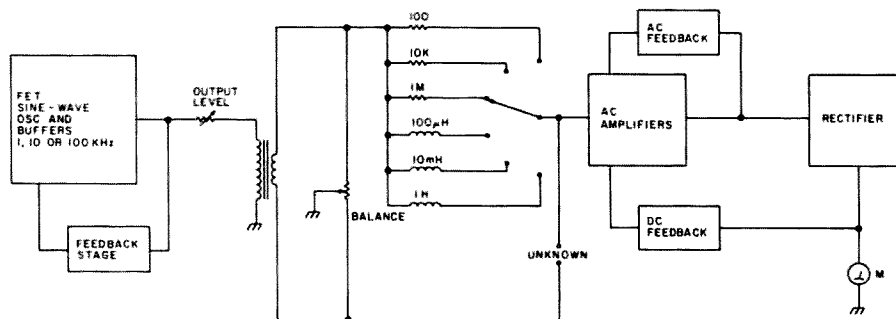 FET
SINE-WAVE
OSC AND
BUFFERS
1, 10 OR 100 KHz
FEEDBACK
STAGE
OUTPUT
LEVEL
BALANCE
100
10K
1M
100μH
10mH
1H
UNKNOWN
AC
FEEDBACK
AC
AMPLIFIERS
DC
FEEDBACK
RECTIFIER
M